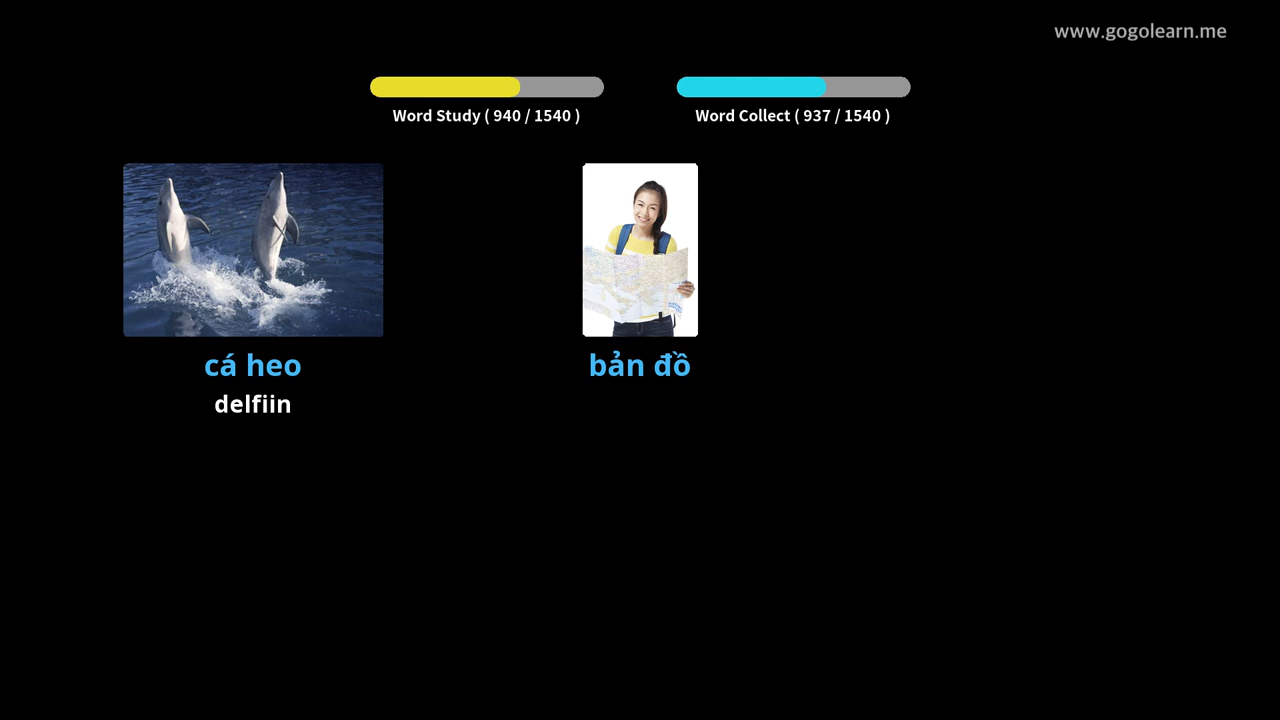 www.gogolearn.me
Word Study ( 940 / 1540 )
Word Collect ( 937 / 1540 )
cá heo
delfiin
bản đồ